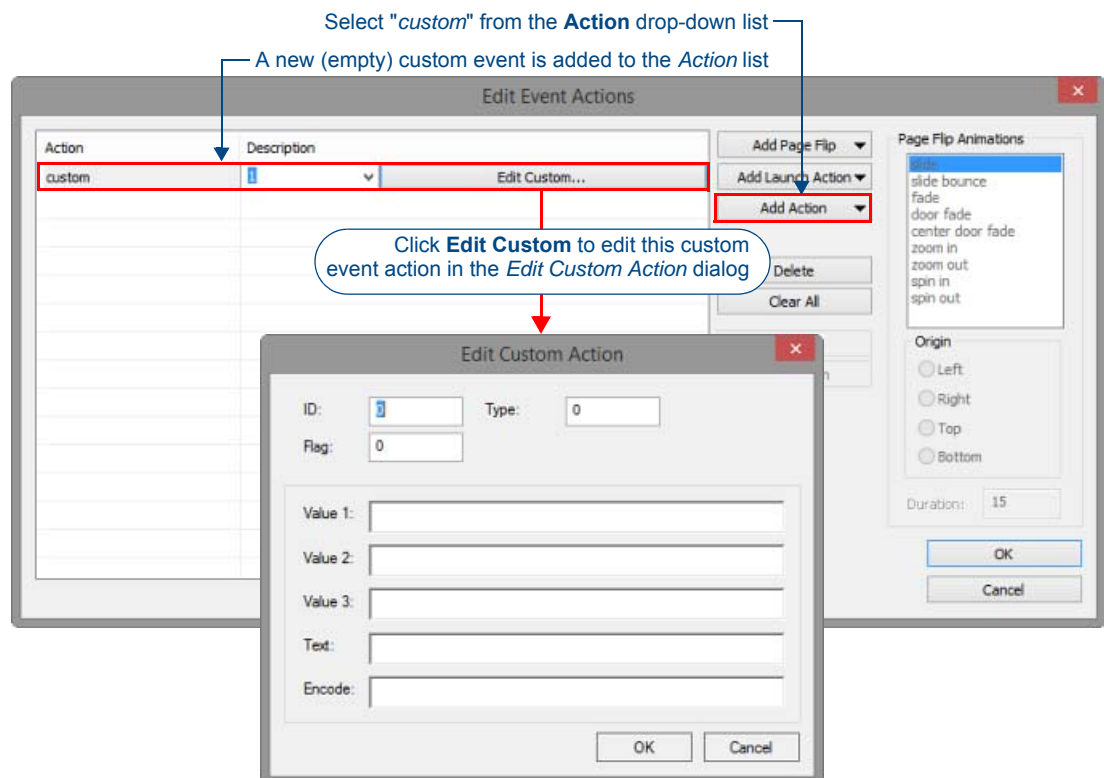 Select "custom" from the Action drop-down list
A new (empty) custom event is added to the Action list
Edit Event Actions
Action
Description
custom
1
Edit Custom...
Add Page Flip
Add Launch Action
Add Action
Delete
Clear All
Page Flip Animations
slide
slide bounce
fade
door fade
center door fade
zoom in
zoom out
spin in
spin out
Origin
Left
Right
Top
Bottom
Duration:
15
OK
Cancel
Click Edit Custom to edit this custom
event action in the Edit Custom Action dialog
Edit Custom Action
ID:
0
Type:
0
Flag:
0
Value 1:
Value 2:
Value 3:
Text:
Encode:
OK
Cancel